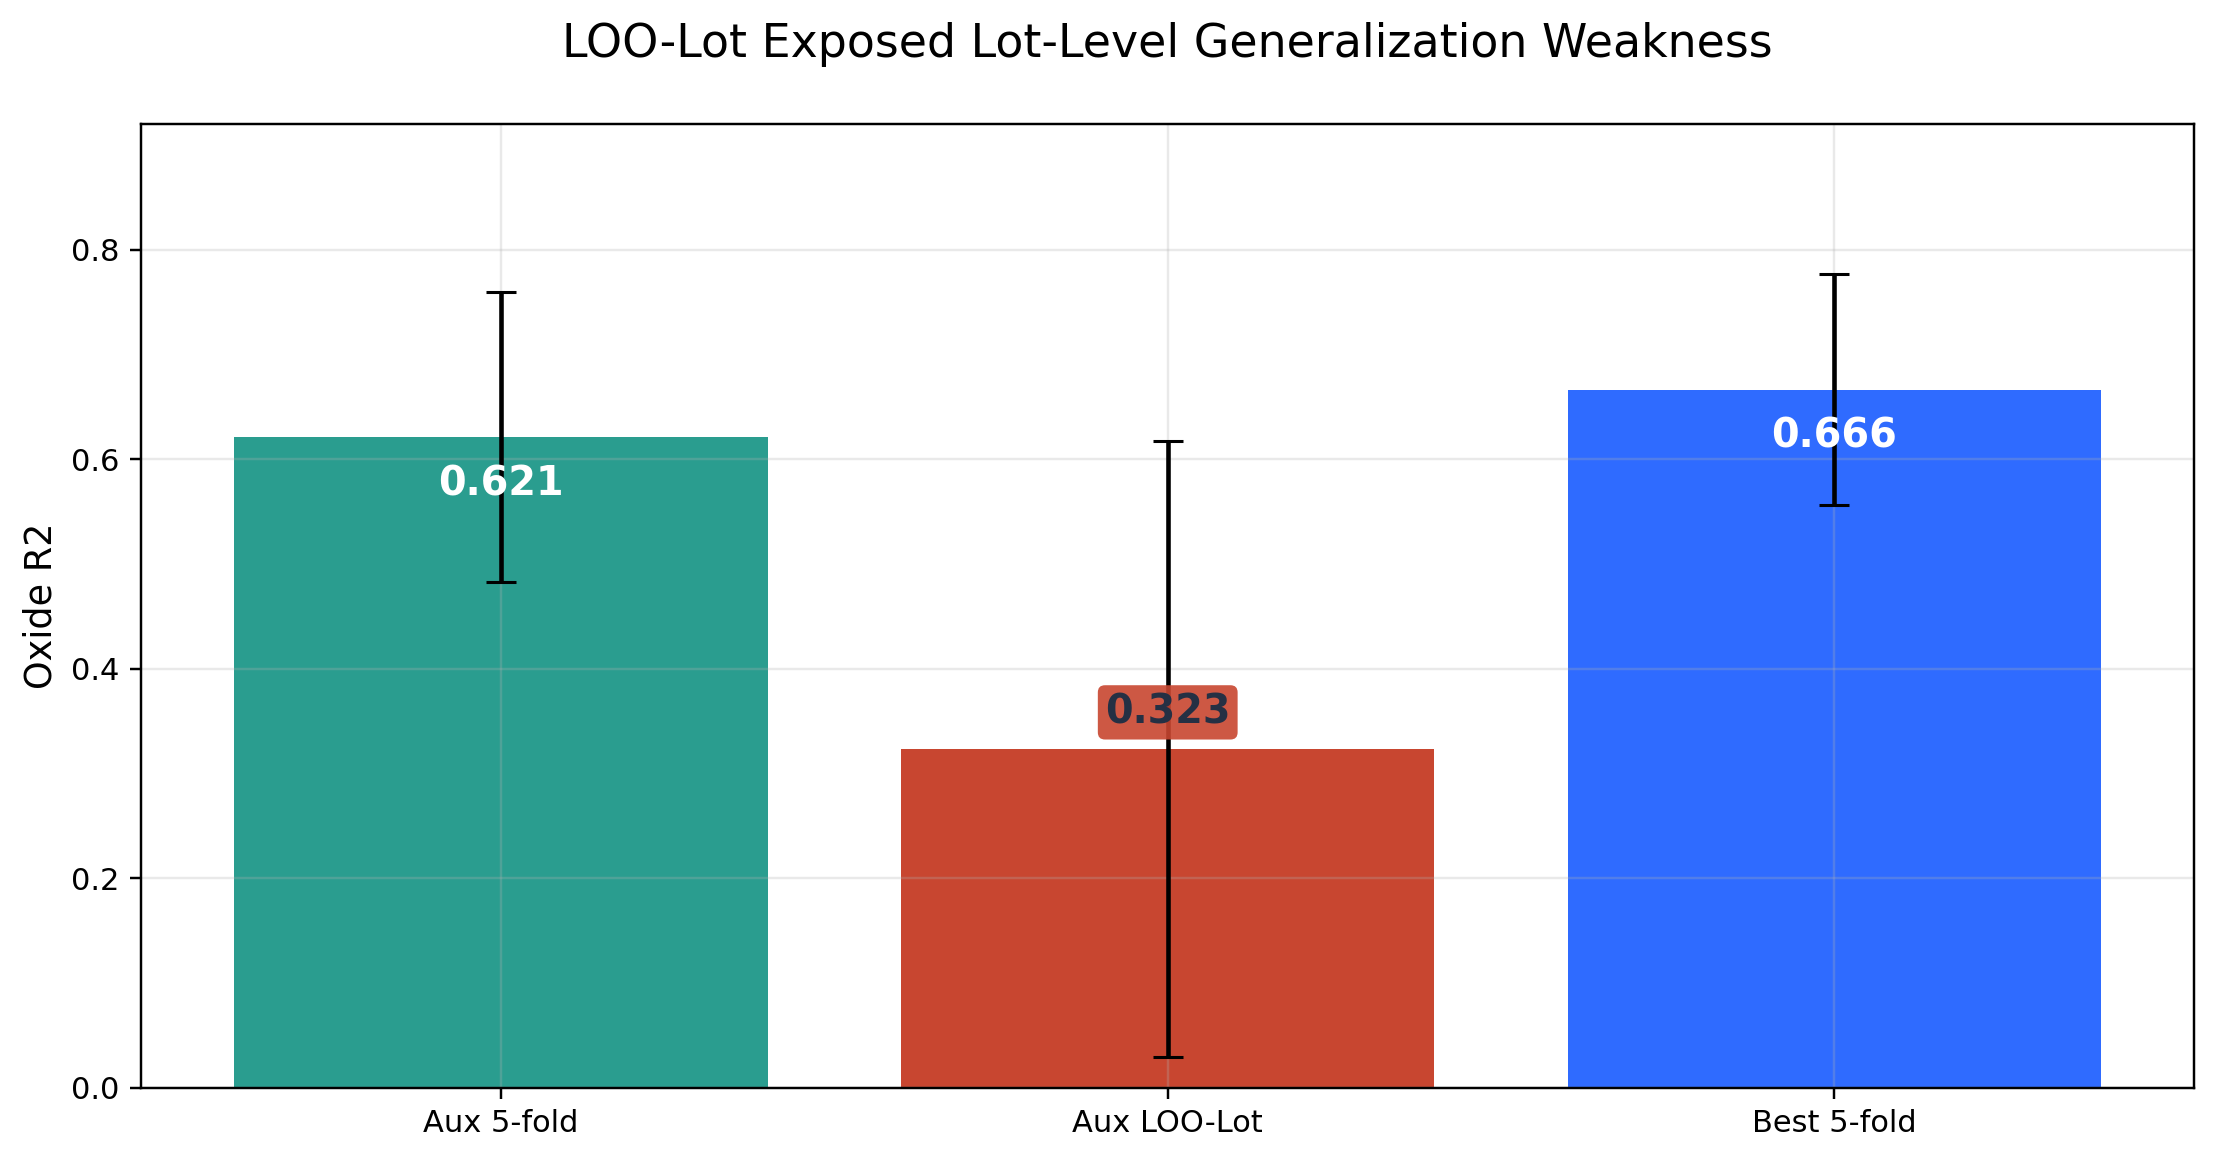 LOO-Lot Exposed Lot-Level Generalization Weakness
Oxide R2
0.8
0.6
0.4
0.2
0.0
0.621
0.323
0.666
Aux 5-fold
Aux LOO-Lot
Best 5-fold